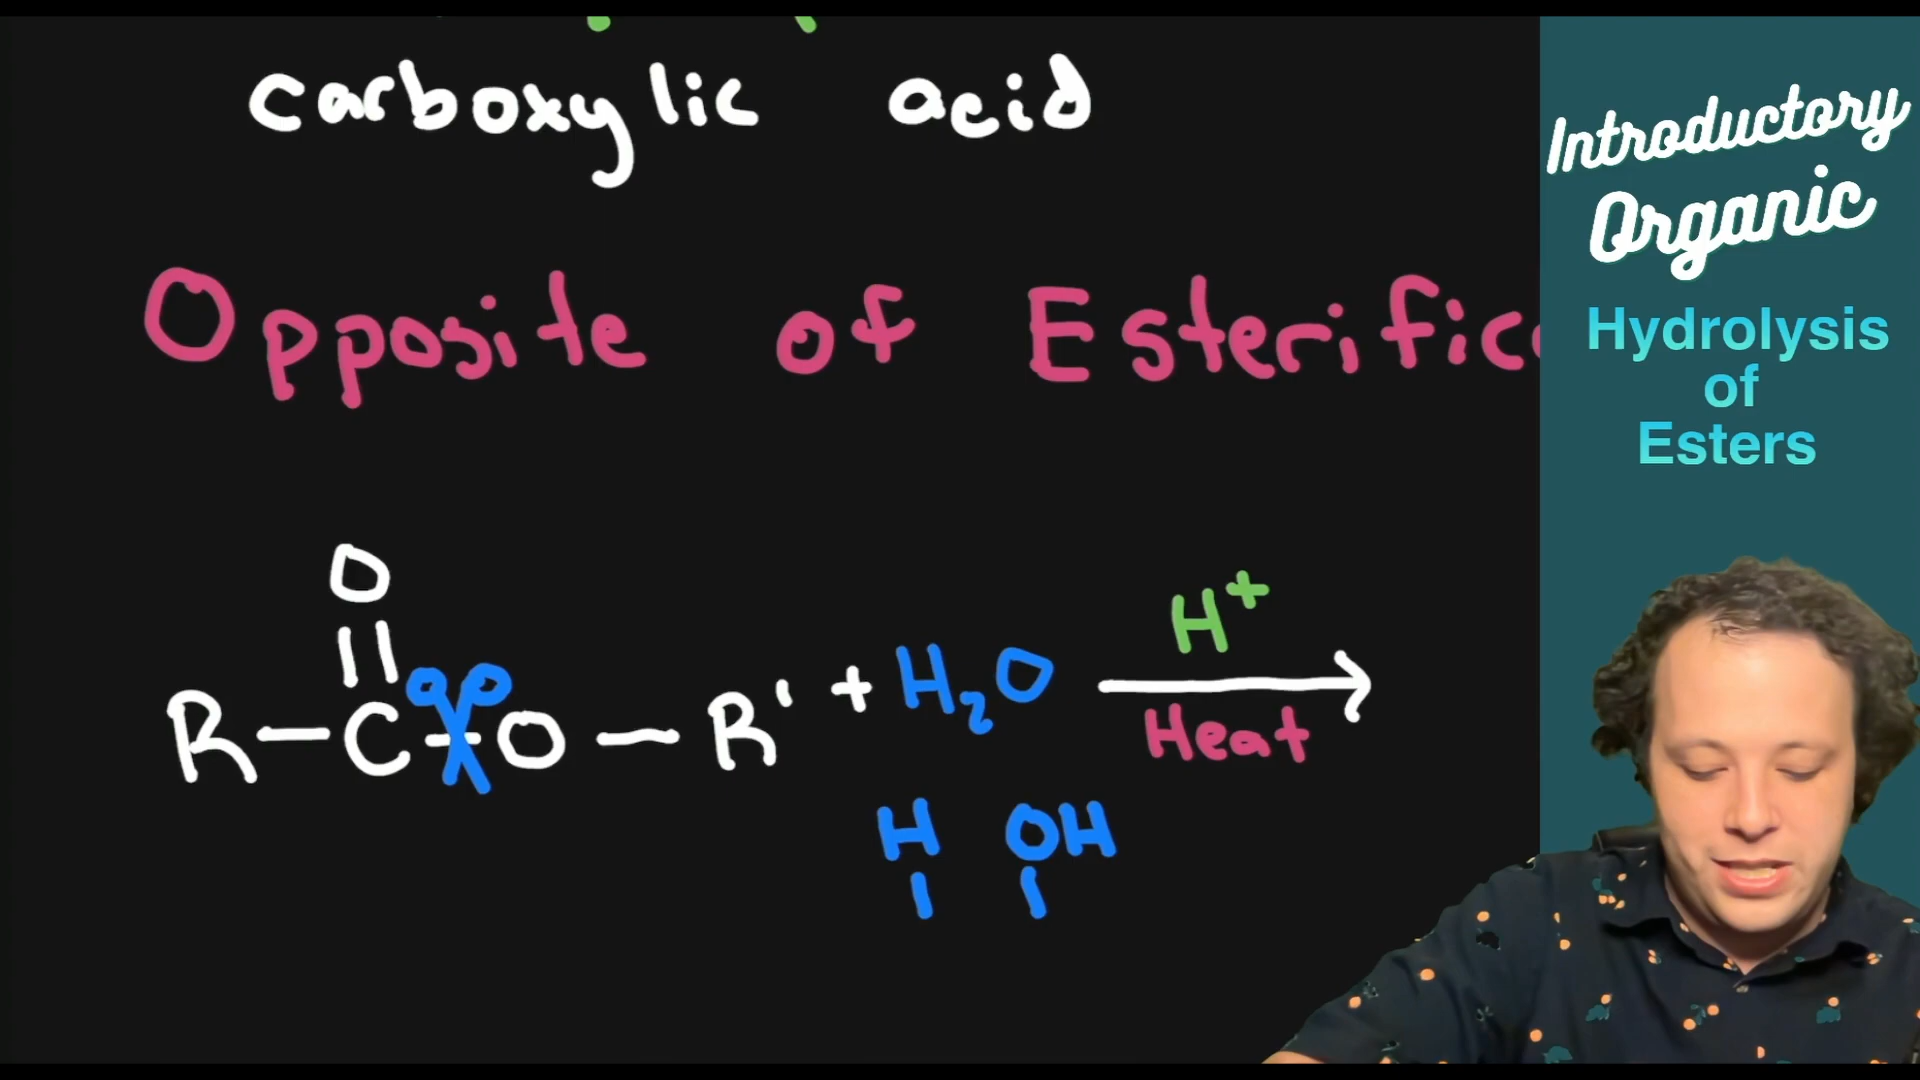 carboxylic acid
Opposite of Esterific
O
||
R—C-O—R' + H₂O
H⁺
Heat
H OH
Introductory
Organic
Hydrolysis
of
Esters